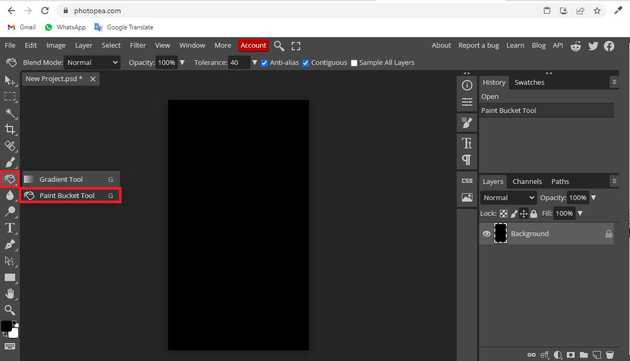 photopea.com
Gmail WhatsApp Google Translate
File Edit Image Layer Select Filter View Window More Account About Report a bug Learn Blog API
Blend Mode: Normal Opacity: 100% Tolerance: 40 Anti-alias Contiguous Sample All Layers
New Project.psd *
History Swatches
Open
Paint Bucket Tool
Gradient Tool G
Paint Bucket Tool G
CSS
Layers Channels Paths
Normal Opacity: 100%
Lock: Fill: 100%
Background
eff